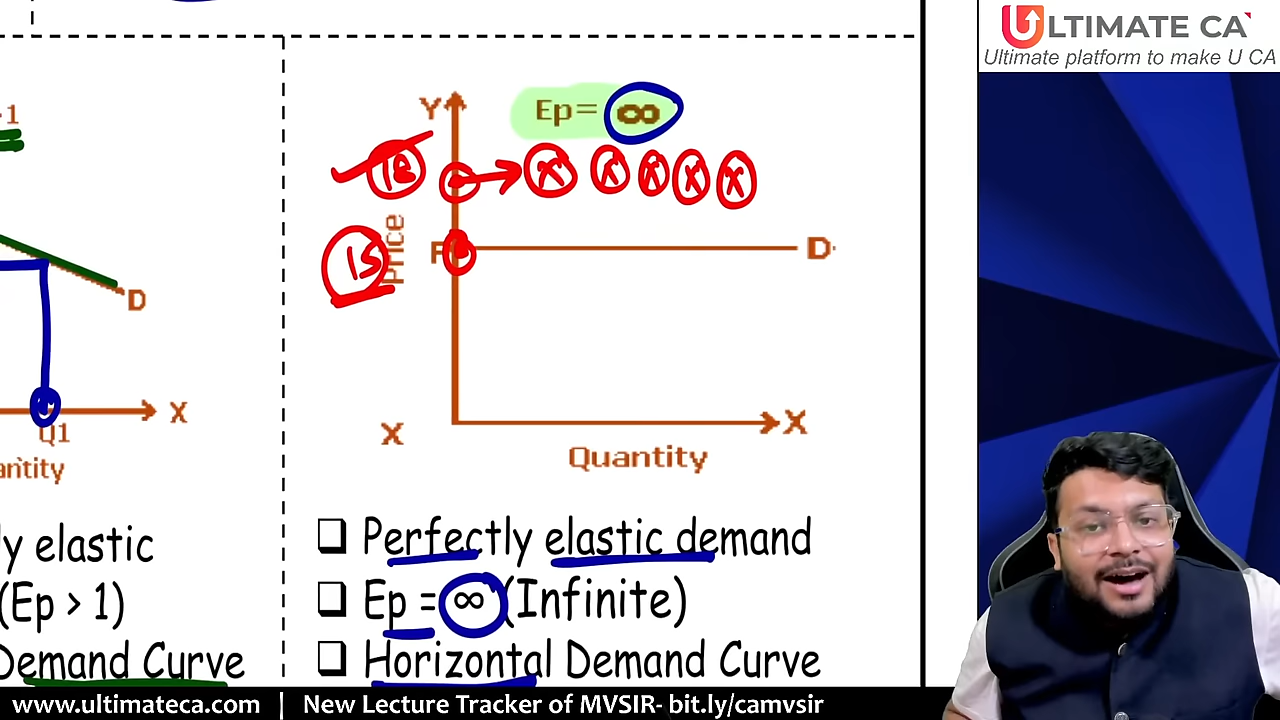 ULTIMATE CA
Ultimate platform to make U CA
1
D
X
Q1
antity
ly elastic
(Ep > 1)
Demand Curve
Y
Ep= ∞
18
X X X X X
Price
15
P
D
X
X
Quantity
❑ Perfectly elastic demand
❑ Ep = ∞ (Infinite)
❑ Horizontal Demand Curve
www.ultimateca.com | New Lecture Tracker of MVSIR- bit.ly/camvsir